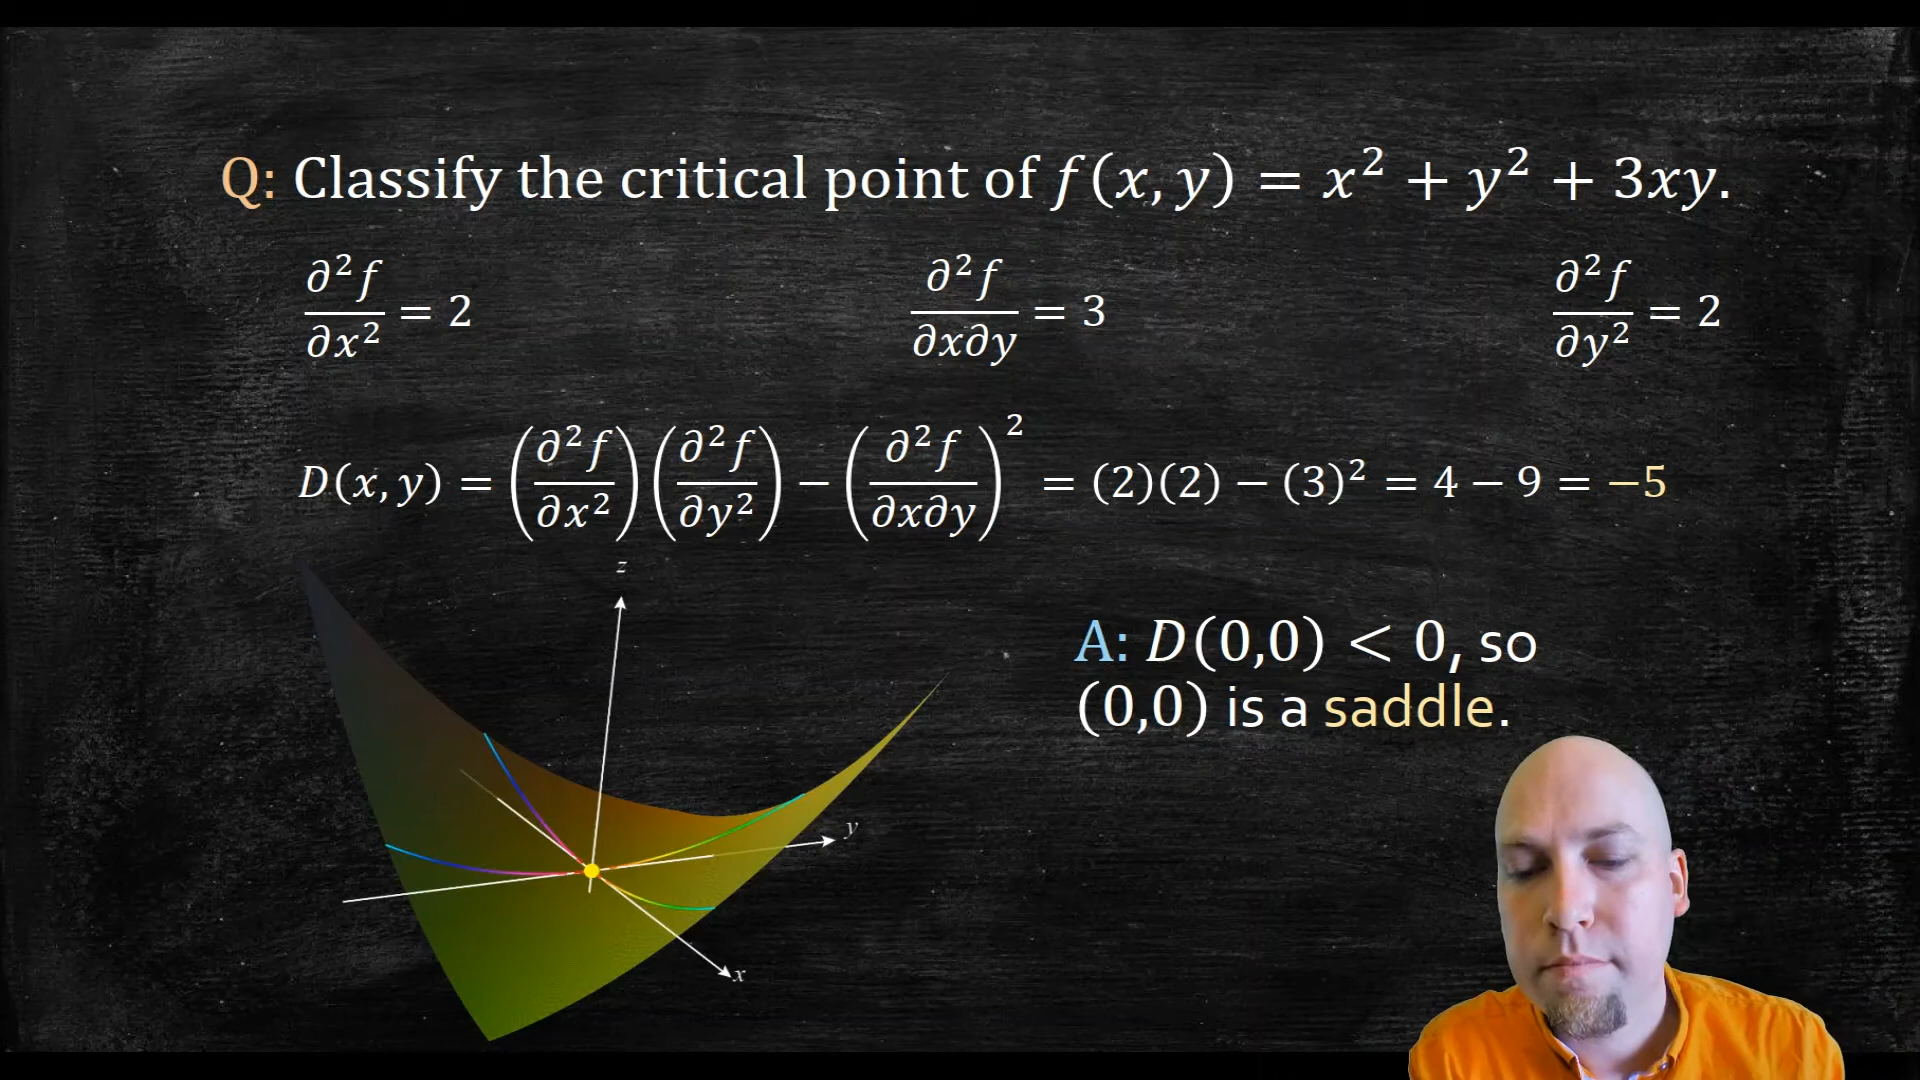 Q: Classify the critical point of f(x, y) = x² + y² + 3xy.
∂²f/∂x² = 2 ∂²f/∂x∂y = 3 ∂²f/∂y² = 2
D(x, y) = (∂²f/∂x²)(∂²f/∂y²) − (∂²f/∂x∂y)² = (2)(2) − (3)² = 4 − 9 = −5
z
A: D(0,0) < 0, so
(0,0) is a saddle.
y
x